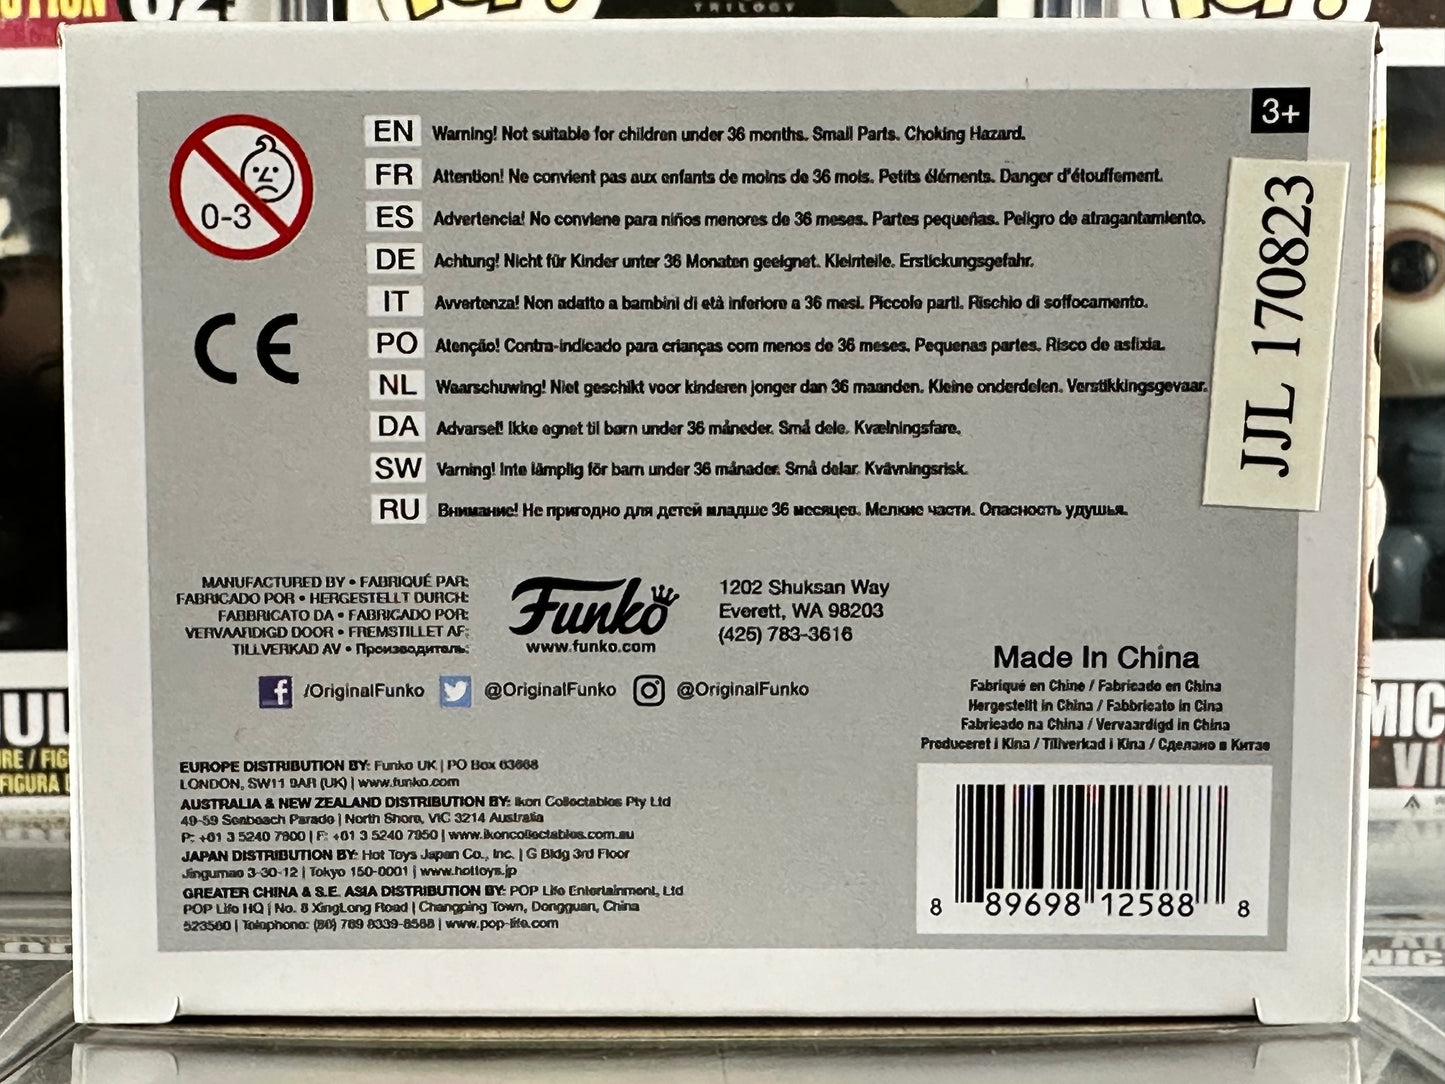 TRILOGY
3+
0-3
EN Warning! Not suitable for children under 36 months. Small Parts. Choking Hazard.
FR Attention! Ne convient pas aux enfants de moins de 36 mois. Petits éléments. Danger d'étouffement.
ES Advertencia! No conviene para niños menores de 36 meses. Partes pequeñas. Peligro de atragantamiento.
DE Achtung! Nicht für Kinder unter 36 Monaten geeignet. Kleinteile. Erstickungsgefahr.
IT Avvertenza! Non adatto a bambini di età inferiore a 36 mesi. Piccole parti. Rischio di soffocamento.
PO Atenção! Contra-indicado para crianças com menos de 36 meses. Pequenas partes. Risco de asfixia.
NL Waarschuwing! Niet geschikt voor kinderen jonger dan 36 maanden. Kleine onderdelen. Verstikkingsgevaar.
DA Advarsel! Ikke egnet til børn under 36 måneder. Små dele. Kvælningsfare.
SW Varning! Inte lämplig för barn under 36 månader. Små delar. Kvävningsrisk.
RU Внимание! Не пригодно для детей младше 36 месяцев. Мелкие части. Опасность удушья.
CE
JJL 170823
MANUFACTURED BY • FABRIQUÉ PAR:
FABRICADO POR • HERGESTELLT DURCH:
FABBRICATO DA • FABRICADO POR:
VERVAARDIGD DOOR • FREMSTILLET AF:
TILLVERKAD AV • Производитель:
Funko
www.funko.com
1202 Shuksan Way
Everett, WA 98203
(425) 783-3616
/OriginalFunko @OriginalFunko @OriginalFunko
Made In China
Fabriqué en Chine / Fabricado en China
Hergestellt in China / Fabbricato in Cina
Fabricado na China / Vervaardigd in China
Produceret i Kina / Tillverkad i Kina / Сделано в Китае
EUROPE DISTRIBUTION BY: Funko UK | PO Box 63668
LONDON, SW11 9AR (UK) | www.funko.com
AUSTRALIA & NEW ZEALAND DISTRIBUTION BY: Ikon Collectables Pty Ltd
49-59 Seabeach Parade | North Shore, VIC 3214 Australia
P: +61 3 5240 7900 | F: +61 3 5240 7950 | www.ikoncollectables.com.au
JAPAN DISTRIBUTION BY: Hot Toys Japan Co., Inc. | G Bldg 3rd Floor
Jingumae 3-30-12 | Tokyo 150-0001 | www.hottoys.jp
GREATER CHINA & S.E. ASIA DISTRIBUTION BY: POP Life Entertainment, Ltd
POP Life HQ | No. 8 XingLong Road | Changping Town, Dongguan, China
523560 | Telephone: (86) 769 8339-8588 | www.pop-life.com
8 89698 12588 8